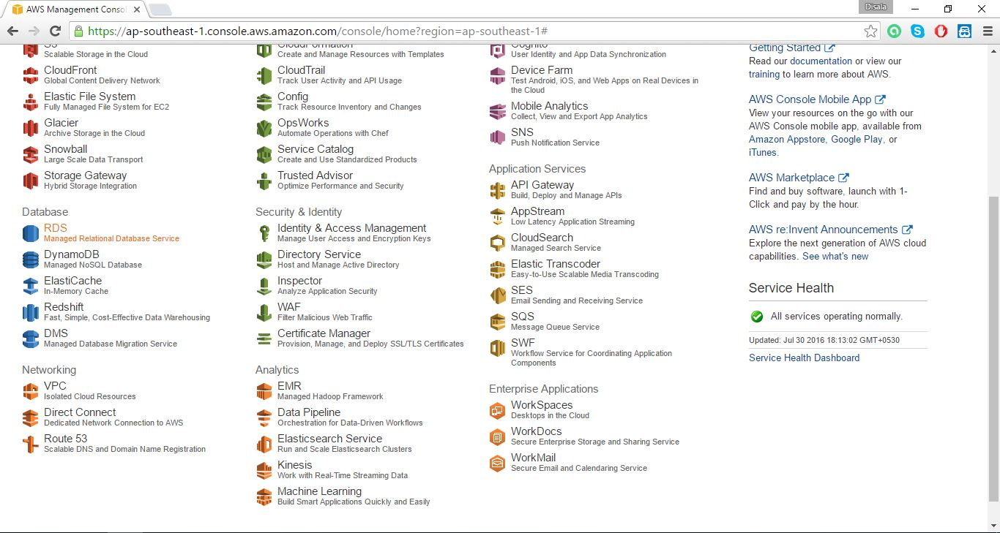 AWS Management Conso
Disala
https://ap-southeast-1.console.aws.amazon.com/console/home?region=ap-southeast-1#
S3
Scalable Storage in the Cloud
CloudFront
Global Content Delivery Network
Elastic File System
Fully Managed File System for EC2
Glacier
Archive Storage in the Cloud
Snowball
Large Scale Data Transport
Storage Gateway
Hybrid Storage Integration
Database
RDS
Managed Relational Database Service
DynamoDB
Managed NoSQL Database
ElastiCache
In-Memory Cache
Redshift
Fast, Simple, Cost-Effective Data Warehousing
DMS
Managed Database Migration Service
Networking
VPC
Isolated Cloud Resources
Direct Connect
Dedicated Network Connection to AWS
Route 53
Scalable DNS and Domain Name Registration
CloudFormation
Create and Manage Resources with Templates
CloudTrail
Track User Activity and API Usage
Config
Track Resource Inventory and Changes
OpsWorks
Automate Operations with Chef
Service Catalog
Create and Use Standardized Products
Trusted Advisor
Optimize Performance and Security
Security & Identity
Identity & Access Management
Manage User Access and Encryption Keys
Directory Service
Host and Manage Active Directory
Inspector
Analyze Application Security
WAF
Filter Malicious Web Traffic
Certificate Manager
Provision, Manage, and Deploy SSL/TLS Certificates
Analytics
EMR
Managed Hadoop Framework
Data Pipeline
Orchestration for Data-Driven Workflows
Elasticsearch Service
Run and Scale Elasticsearch Clusters
Kinesis
Work with Real-Time Streaming Data
Machine Learning
Build Smart Applications Quickly and Easily
Cognito
User Identity and App Data Synchronization
Device Farm
Test Android, iOS, and Web Apps on Real Devices in
the Cloud
Mobile Analytics
Collect, View and Export App Analytics
SNS
Push Notification Service
Application Services
API Gateway
Build, Deploy and Manage APIs
AppStream
Low Latency Application Streaming
CloudSearch
Managed Search Service
Elastic Transcoder
Easy-to-Use Scalable Media Transcoding
SES
Email Sending and Receiving Service
SQS
Message Queue Service
SWF
Workflow Service for Coordinating Application
Components
Enterprise Applications
WorkSpaces
Desktops in the Cloud
WorkDocs
Secure Enterprise Storage and Sharing Service
WorkMail
Secure Email and Calendaring Service
Getting Started
Read our documentation or view our
training to learn more about AWS.
AWS Console Mobile App
View your resources on the go with our
AWS Console mobile app, available from
Amazon Appstore, Google Play, or
iTunes.
AWS Marketplace
Find and buy software, launch with 1-
Click and pay by the hour.
AWS re:Invent Announcements
Explore the next generation of AWS cloud
capabilities. See what's new
Service Health
All services operating normally.
Updated: Jul 30 2016 18:13:02 GMT+0530
Service Health Dashboard